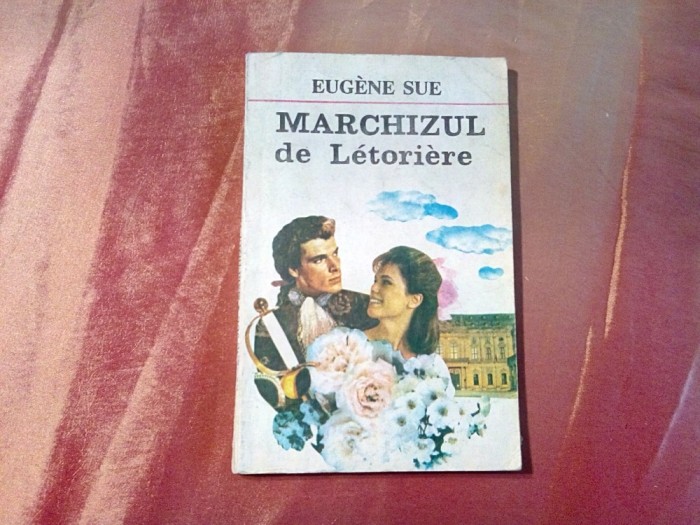 EUGÈNE SUE
MARCHIZUL
de Létorière